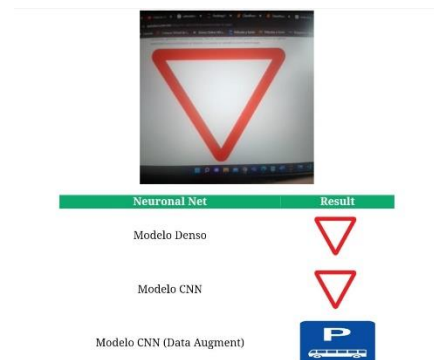 Neuronal Net Result
Modelo Denso
Modelo CNN
Modelo CNN (Data Augment)
P